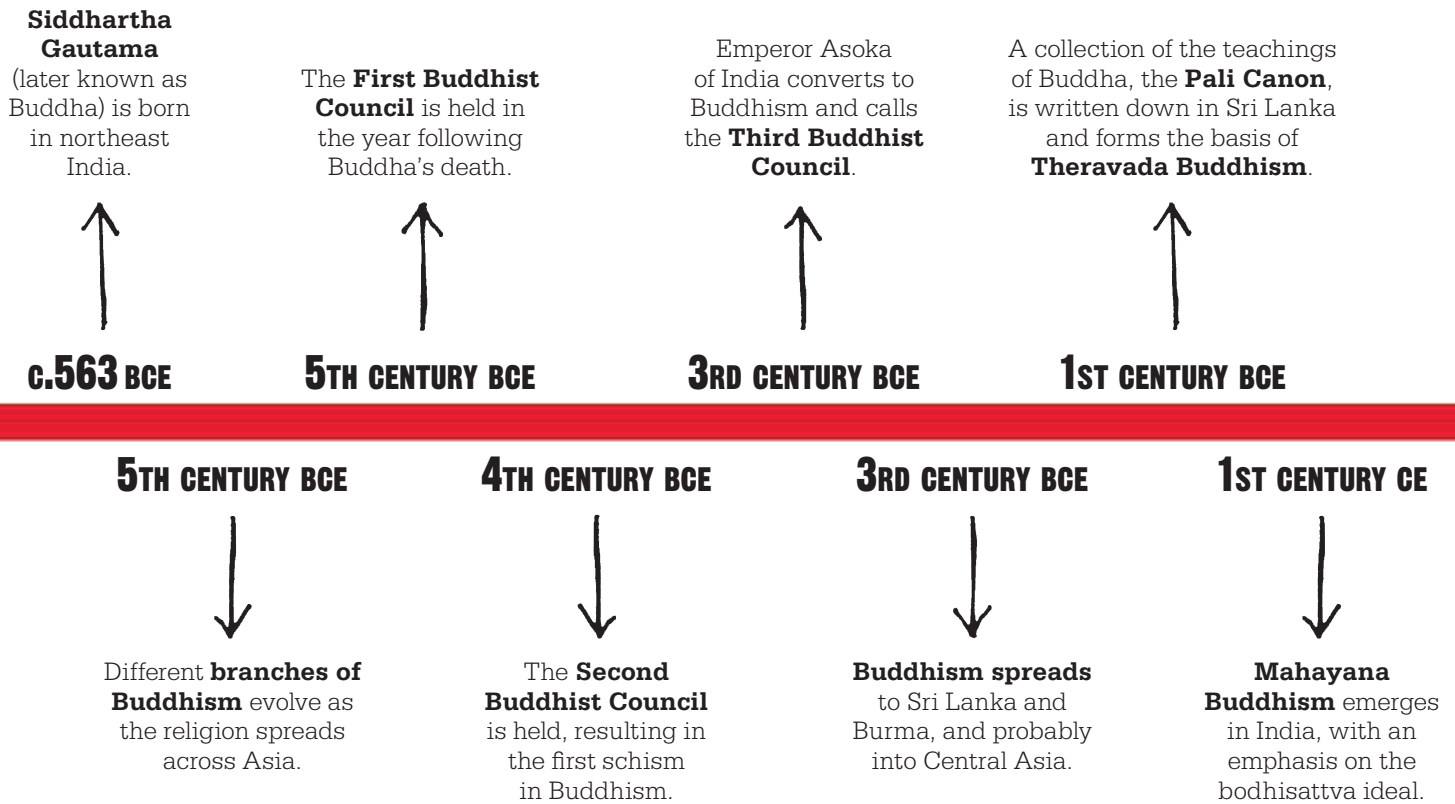 Siddhartha
Gautama
(later known as
Buddha) is born
in northeast
India.
The First Buddhist
Council is held in
the year following
Buddha’s death.
Emperor Asoka
of India converts to
Buddhism and calls
the Third Buddhist
Council.
A collection of the teachings
of Buddha, the Pali Canon,
is written down in Sri Lanka
and forms the basis of
Theravada Buddhism.
c.563 BCE
5TH CENTURY BCE
3RD CENTURY BCE
1ST CENTURY BCE
5TH CENTURY BCE
4TH CENTURY BCE
3RD CENTURY BCE
1ST CENTURY CE
Different branches of
Buddhism evolve as
the religion spreads
across Asia.
The Second
Buddhist Council
is held, resulting in
the first schism
in Buddhism.
Buddhism spreads
to Sri Lanka and
Burma, and probably
into Central Asia.
Mahayana
Buddhism emerges
in India, with an
emphasis on the
bodhisattva ideal.